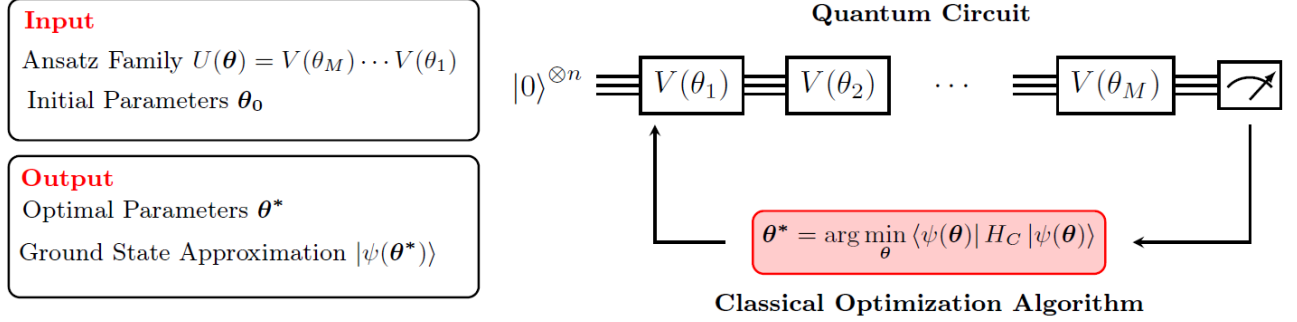 Input
Ansatz Family U(θ) = V(θ_M) ⋯ V(θ_1)
Initial Parameters θ_0
Output
Optimal Parameters θ*
Ground State Approximation |ψ(θ*)⟩
Quantum Circuit
|0⟩^{⊗n} V(θ_1) V(θ_2) ⋯ V(θ_M)
θ* = arg min_θ ⟨ψ(θ)| H_C |ψ(θ)⟩
Classical Optimization Algorithm